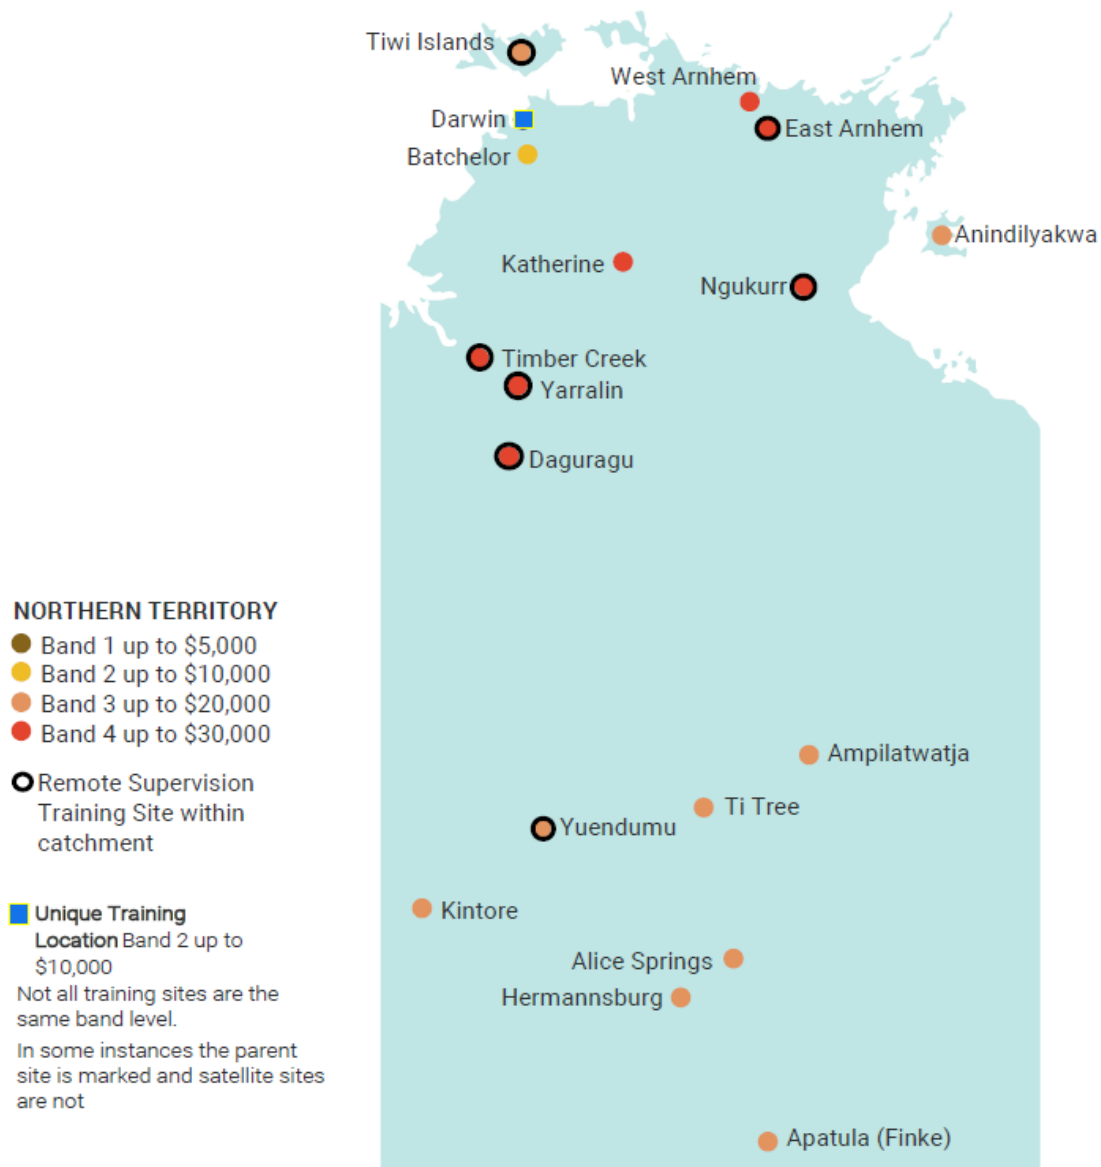 Tiwi Islands
West Arnhem
Darwin
East Arnhem
Batchelor
Anindilyakwa
Katherine
Ngukurr
Timber Creek
Yarralin
Daguragu
NORTHERN TERRITORY
Band 1 up to $5,000
Band 2 up to $10,000
Band 3 up to $20,000
Band 4 up to $30,000
Remote Supervision
Training Site within
catchment
Ampilatwatja
Ti Tree
Yuendumu
Kintore
Alice Springs
Hermannsburg
Apatula (Finke)
Unique Training
Location Band 2 up to
$10,000
Not all training sites are the
same band level.
In some instances the parent
site is marked and satellite sites
are not